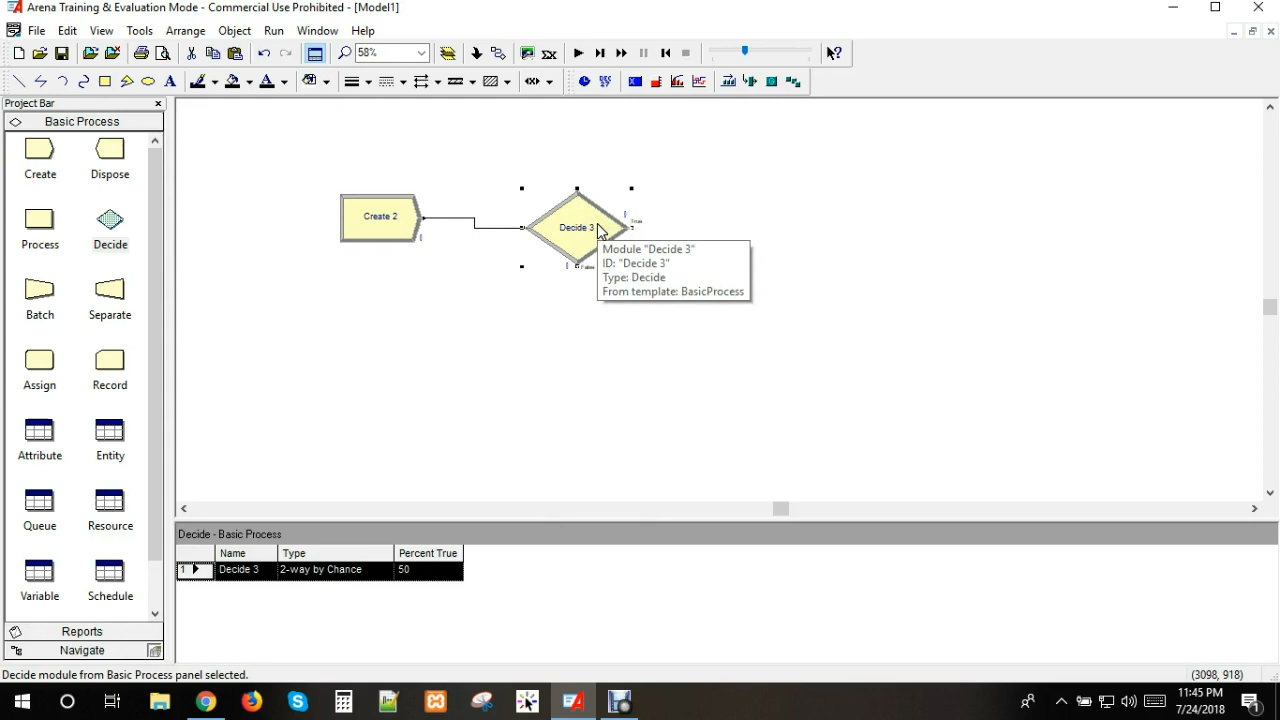 Arena Training & Evaluation Mode - Commercial Use Prohibited - [Model1]
File Edit View Tools Arrange Object Run Window Help
58%
Project Bar
Basic Process
Create Dispose
Process Decide
Batch Separate
Assign Record
Attribute Entity
Queue Resource
Variable Schedule
Reports
Navigate
Create 2
Decide 3
True
False
Module "Decide 3"
ID: "Decide 3"
Type: Decide
From template: BasicProcess
Decide - Basic Process
Name Type Percent True
1 Decide 3 2-way by Chance 50
Decide module from Basic Process panel selected.
(3098, 918)
11:45 PM
7/24/2018